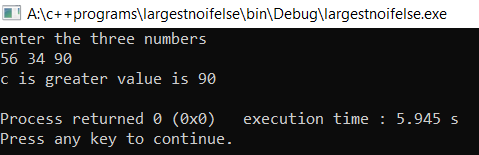 A:\c++programs\largestnoifelse\bin\Debug\largestnoifelse.exe
enter the three numbers
56 34 90
c is greater value is 90
Process returned 0 (0x0)   execution time : 5.945 s
Press any key to continue.